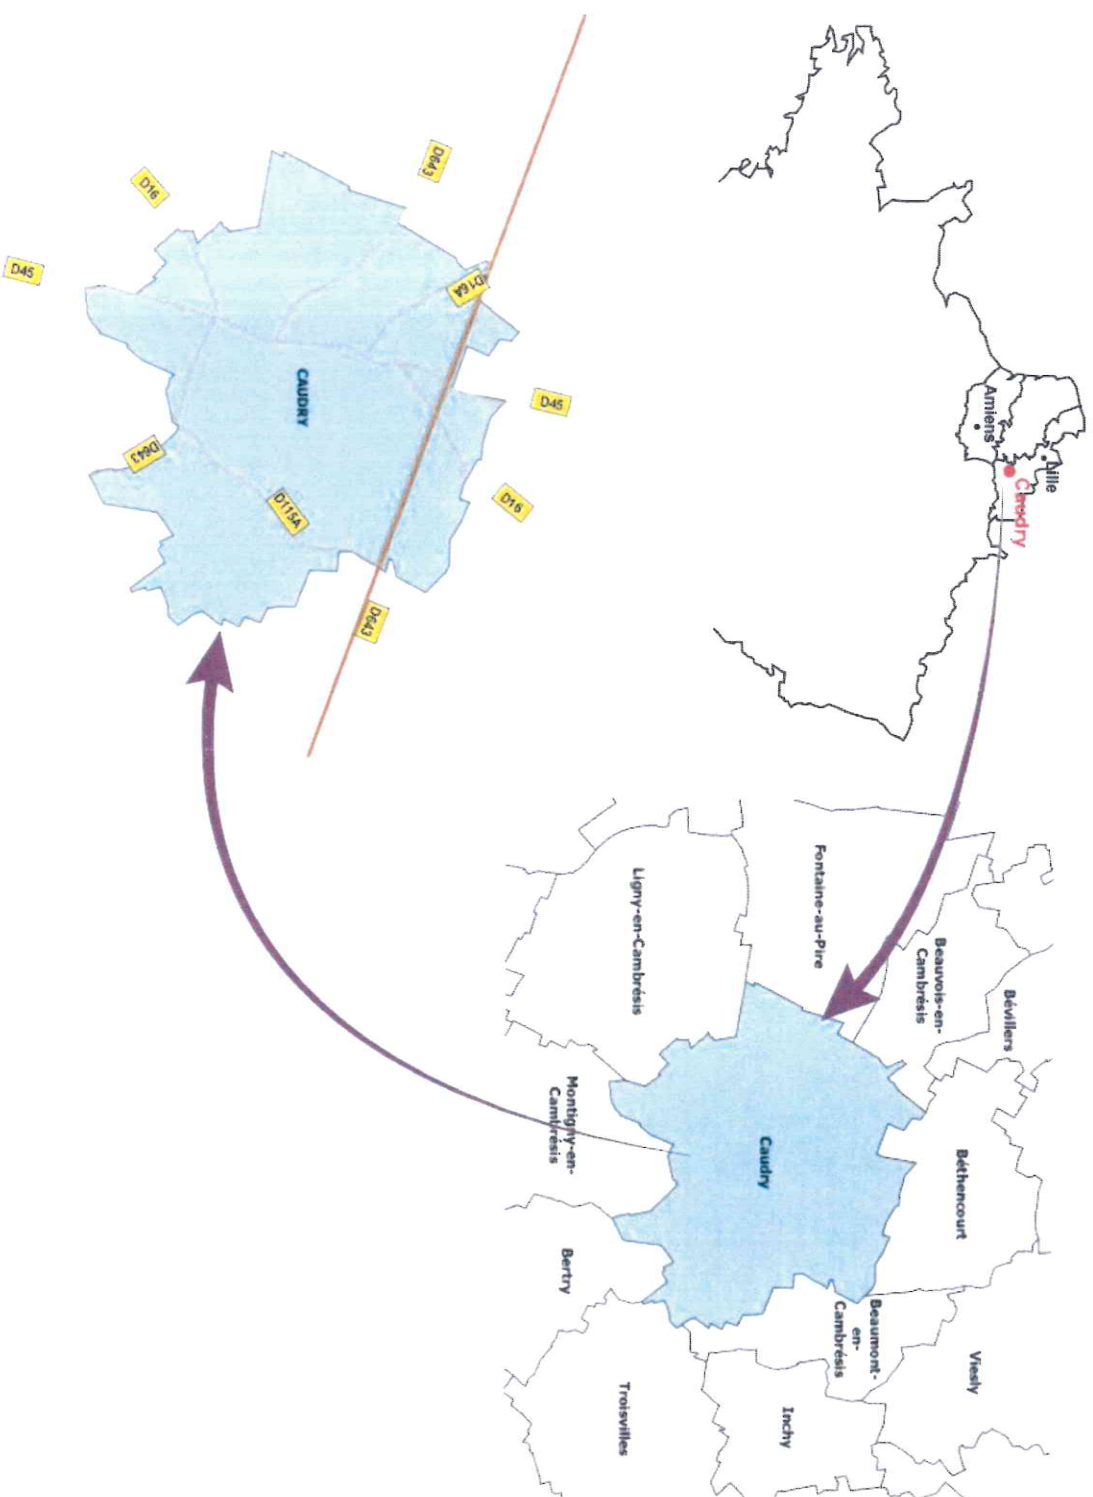 Lille
Amiens
Caudry
Bévillers
Beauvois-en-
Cambrésis
Fontaine-au-Pire
Béthencourt
Viesly
Ligny-en-Cambrésis
Caudry
Beaumont-
en-
Cambrésis
Inchy
Montigny-en-
Cambrésis
Bertry
Troisvilles
D643
D16A
D45
D16
D16
D45
CAUDRY
D643
D115A
D643